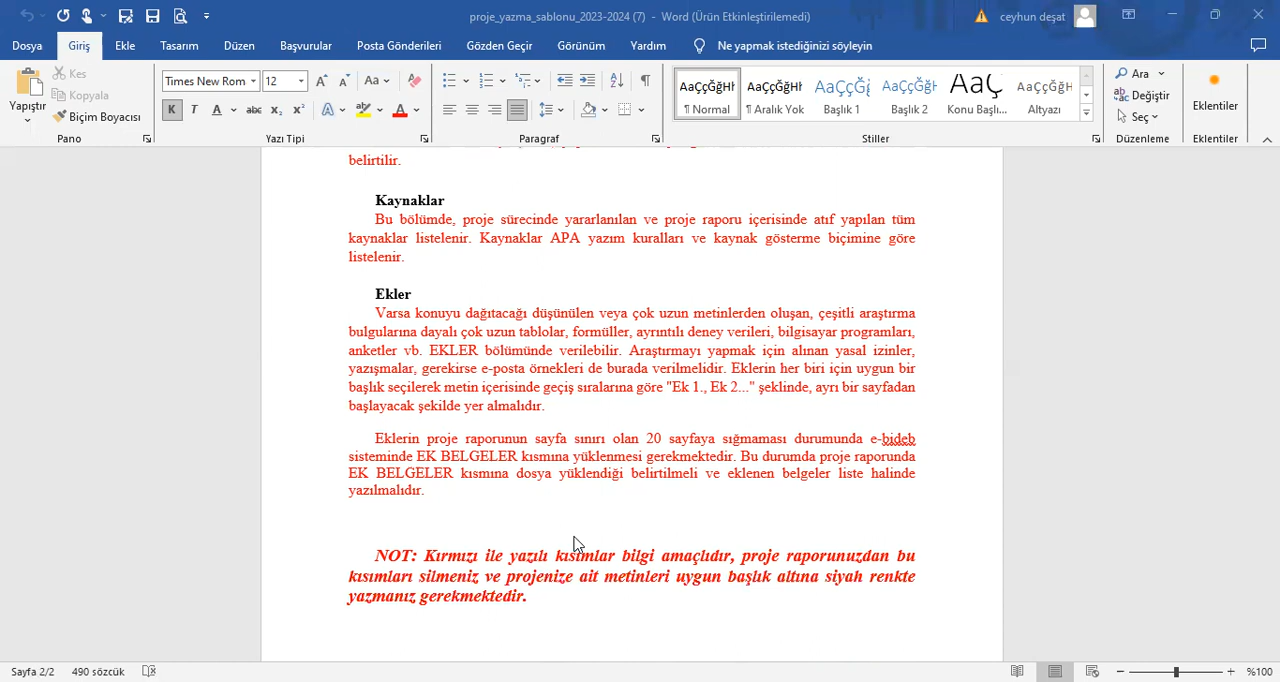 proje_yazma_sablonu_2023-2024 (7) - Word (Ürün Etkinleştirilemedi)
ceyhun deşat
Dosya Giriş Ekle Tasarım Düzen Başvurular Posta Gönderileri Gözden Geçir Görünüm Yardım Ne yapmak istediğinizi söyleyin
Yapıştır
Kes
Kopyala
Biçim Boyacısı
Pano
Times New Rom 12
K T A abc x₂ x² A A
Yazı Tipi
Paragraf
AaÇçĞğHł AaÇçĞğHł AaÇçĞğ AaÇçĞğH AaÇ AaÇçĞğH
¶ Normal ¶ Aralık Yok Başlık 1 Başlık 2 Konu Başlı... Altyazı
Stiller
Ara
Değiştir
Seç
Düzenleme
Eklentiler
Eklentiler
belirtilir.
Kaynaklar
Bu bölümde, proje sürecinde yararlanılan ve proje raporu içerisinde atıf yapılan tüm
kaynaklar listelenir. Kaynaklar APA yazım kuralları ve kaynak gösterme biçimine göre
listelenir.
Ekler
Varsa konuyu dağıtacağı düşünülen veya çok uzun metinlerden oluşan, çeşitli araştırma
bulgularına dayalı çok uzun tablolar, formüller, ayrıntılı deney verileri, bilgisayar programları,
anketler vb. EKLER bölümünde verilebilir. Araştırmayı yapmak için alınan yasal izinler,
yazışmalar, gerekirse e-posta örnekleri de burada verilmelidir. Eklerin her biri için uygun bir
başlık seçilerek metin içerisinde geçiş sıralarına göre "Ek 1., Ek 2..." şeklinde, ayrı bir sayfadan
başlayacak şekilde yer almalıdır.
Eklerin proje raporunun sayfa sınırı olan 20 sayfaya sığmaması durumunda e-bideb
sisteminde EK BELGELER kısmına yüklenmesi gerekmektedir. Bu durumda proje raporunda
EK BELGELER kısmına dosya yüklendiği belirtilmeli ve eklenen belgeler liste halinde
yazılmalıdır.
NOT: Kırmızı ile yazılı kısımlar bilgi amaçlıdır, proje raporunuzdan bu
kısımları silmeniz ve projenize ait metinleri uygun başlık altına siyah renkte
yazmanız gerekmektedir.
Sayfa 2/2 490 sözcük %100